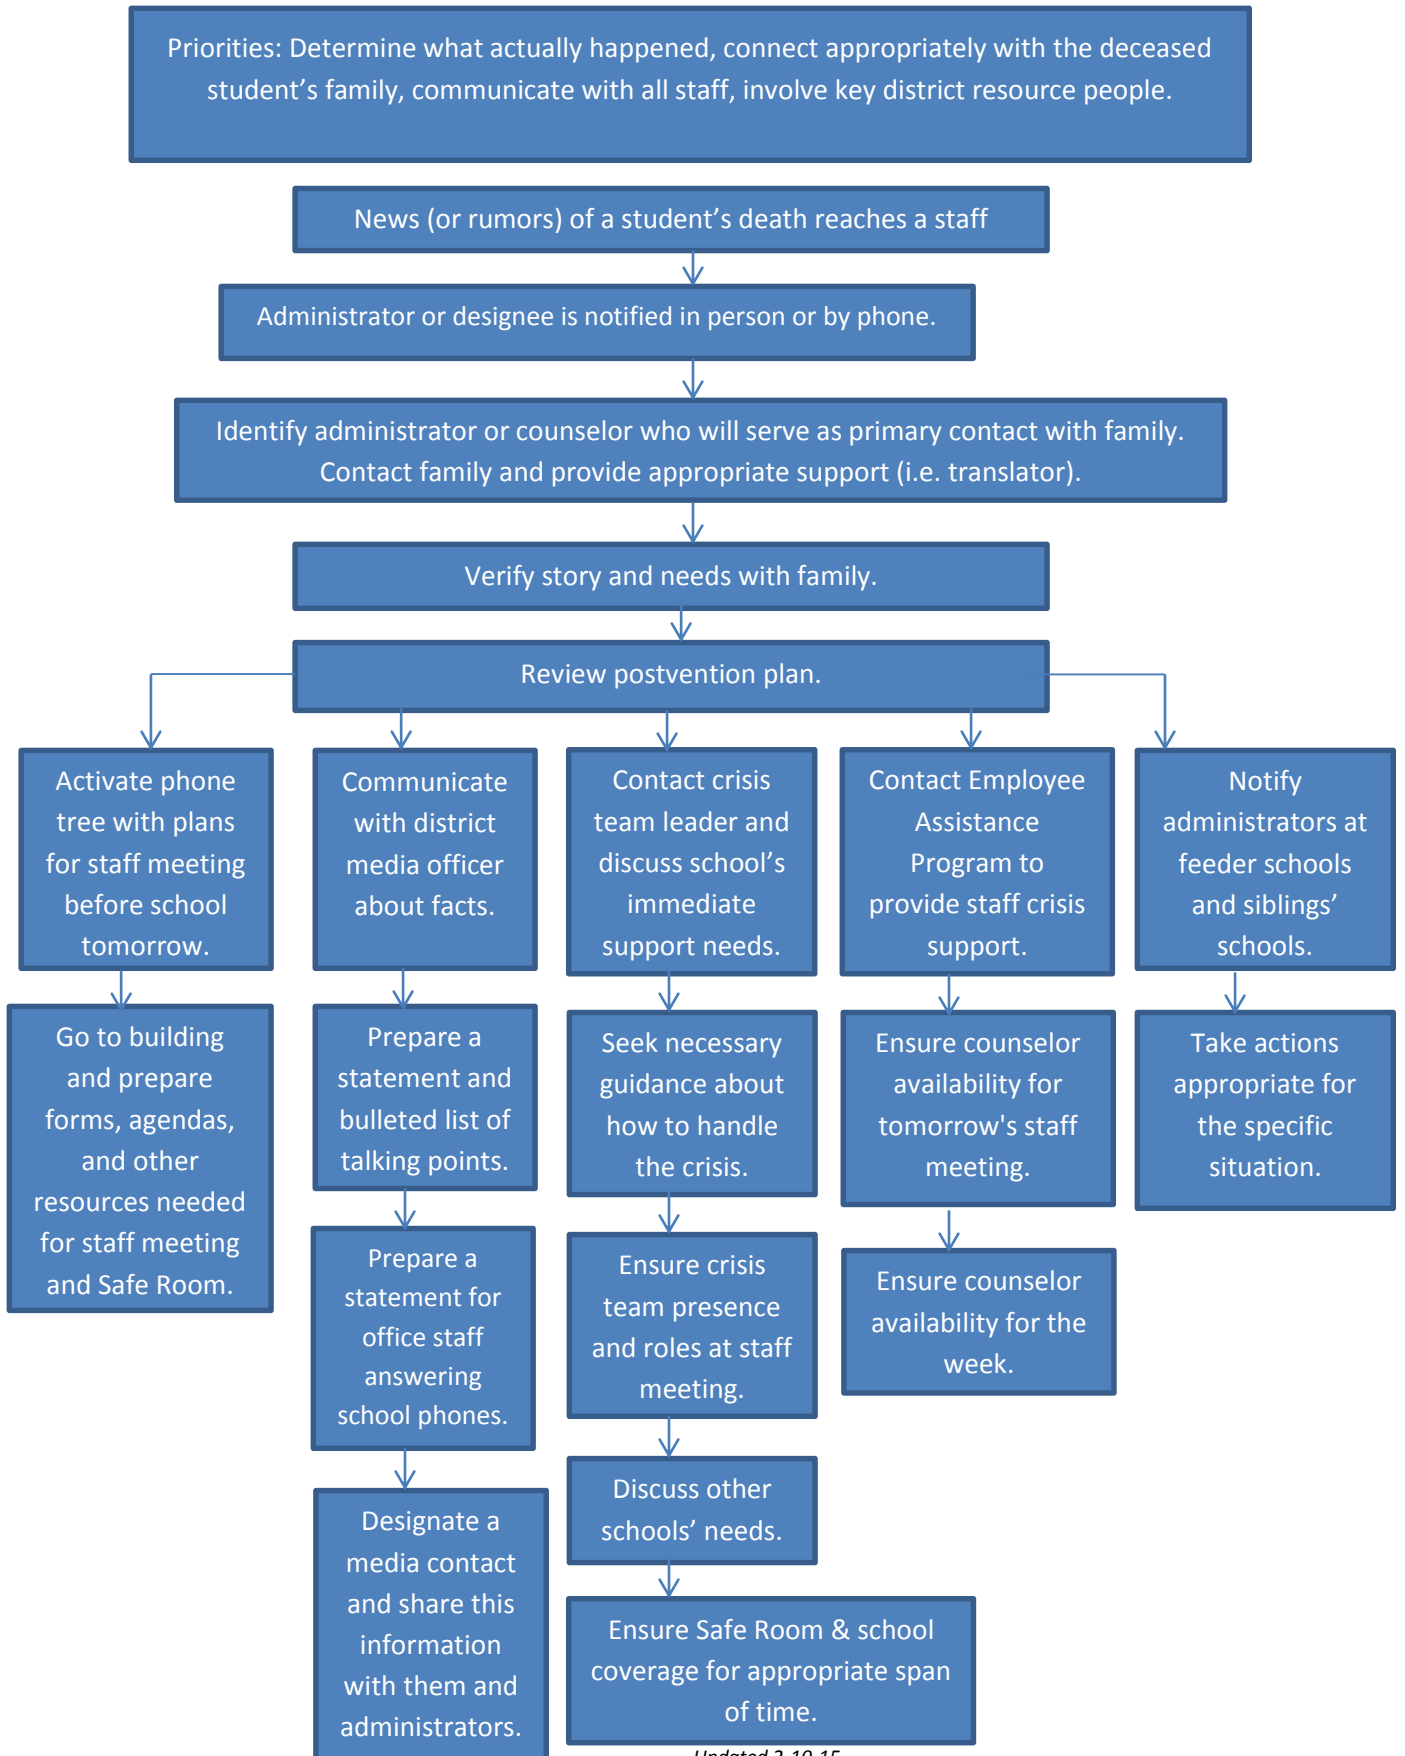 Priorities: Determine what actually happened, connect appropriately with the deceased
student’s family, communicate with all staff, involve key district resource people.
News (or rumors) of a student’s death reaches a staff
Administrator or designee is notified in person or by phone.
Identify administrator or counselor who will serve as primary contact with family.
Contact family and provide appropriate support (i.e. translator).
Verify story and needs with family.
Review postvention plan.
Activate phone
tree with plans
for staff meeting
before school
tomorrow.
Go to building
and prepare
forms, agendas,
and other
resources needed
for staff meeting
and Safe Room.
Communicate
with district
media officer
about facts.
Prepare a
statement and
bulleted list of
talking points.
Prepare a
statement for
office staff
answering
school phones.
Designate a
media contact
and share this
information
with them and
administrators.
Contact crisis
team leader and
discuss school’s
immediate
support needs.
Seek necessary
guidance about
how to handle
the crisis.
Ensure crisis
team presence
and roles at staff
meeting.
Discuss other
schools’ needs.
Ensure Safe Room & school
coverage for appropriate span
of time.
Contact Employee
Assistance
Program to
provide staff crisis
support.
Ensure counselor
availability for
tomorrow's staff
meeting.
Ensure counselor
availability for the
week.
Notify
administrators at
feeder schools
and siblings’
schools.
Take actions
appropriate for
the specific
situation.
Updated